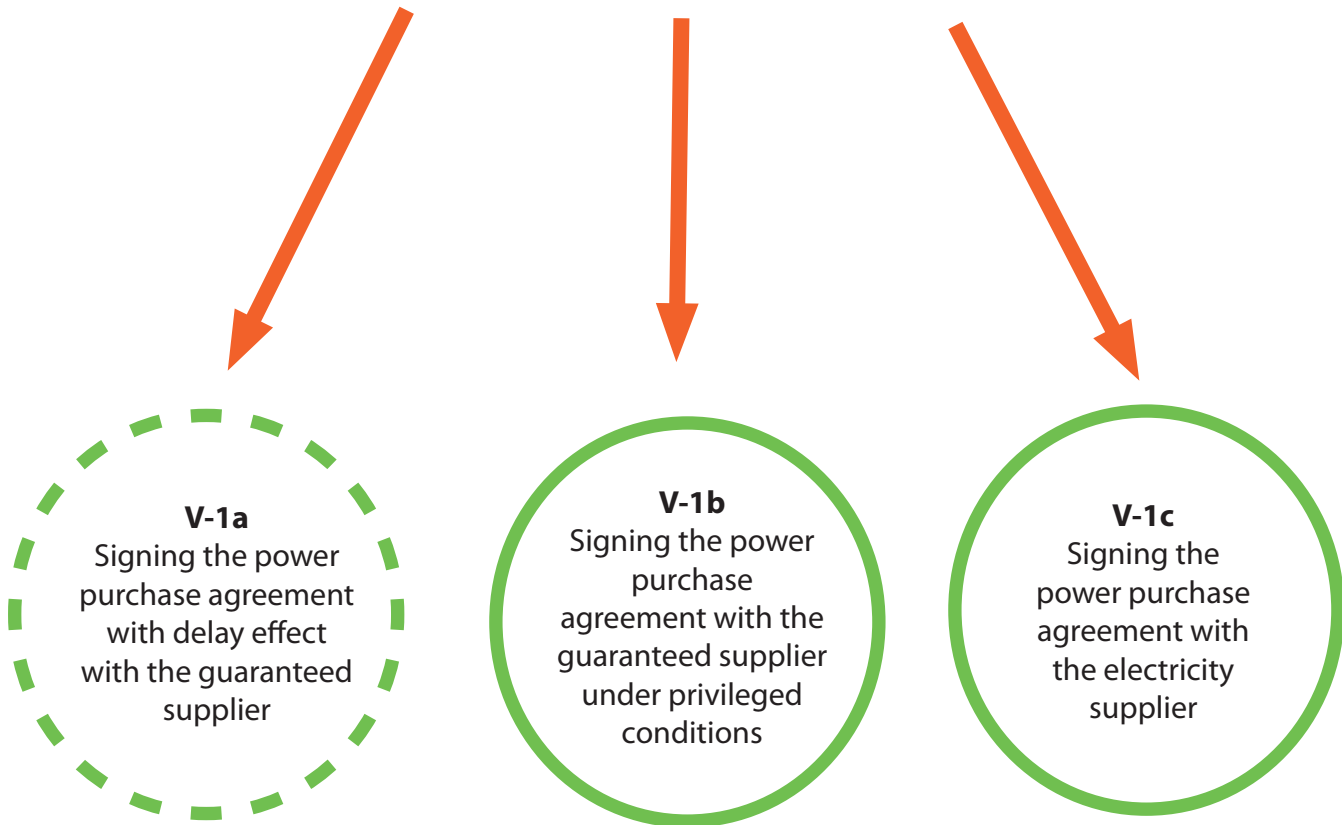 V-1a
Signing the power
purchase agreement
with delay effect
with the guaranteed
supplier
V-1b
Signing the power
purchase
agreement with the
guaranteed supplier
under privileged
conditions
V-1c
Signing the
power purchase
agreement with
the electricity
supplier